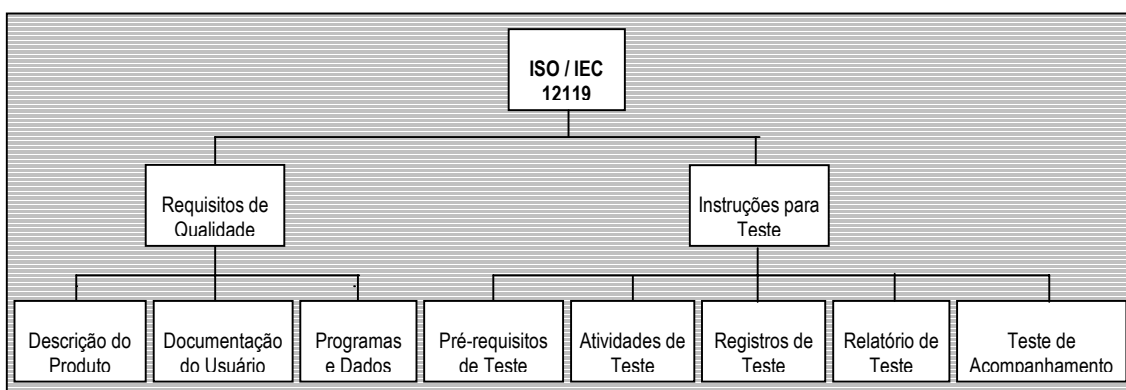 ISO / IEC
12119
Requisitos de
Qualidade
Instruções para
Teste
Descrição do
Produto
Documentação
do Usuário
Programas
e Dados
Pré-requisitos
de Teste
Atividades de
Teste
Registros de
Teste
Relatório de
Teste
Teste de
Acompanhamento